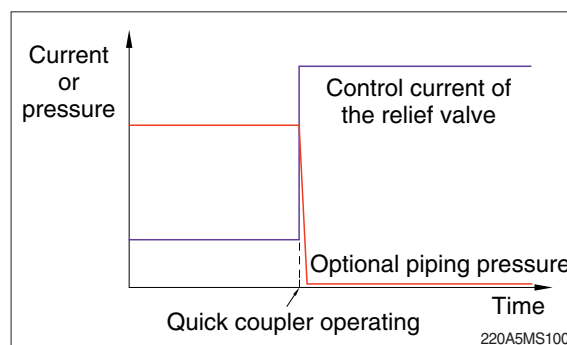 Current
or
pressure
Control current of
the relief valve
Optional piping pressure
Time
Quick coupler operating
220A5MS100